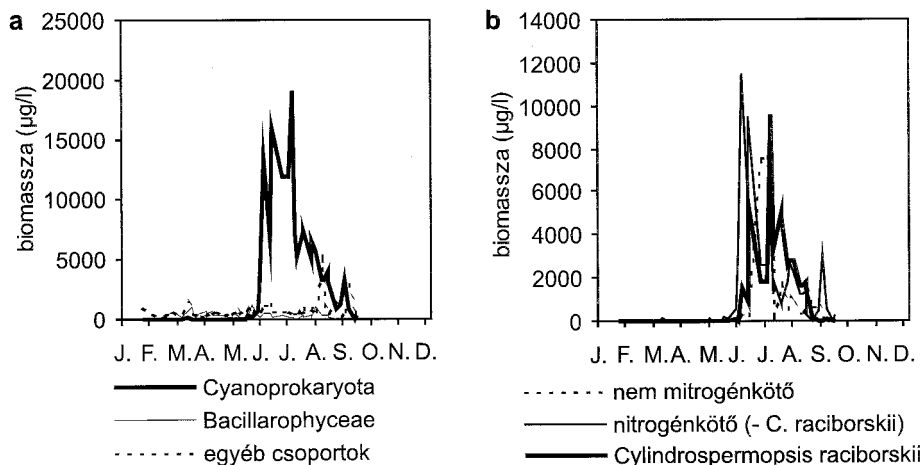 a
biomassza (µg/l)
25000
20000
15000
10000
5000
0
J. F. M. A. M. J. J. A. S. O. N. D.
Cyanoprokaryota
Bacillarophyceae
egyéb csoportok
b
biomassza (µg/l)
14000
12000
10000
8000
6000
4000
2000
0
J. F. M. A. M. J. J. A. S. O. N. D.
nem mitrogénkötő
nitrogénkötő (- C. raciborskii)
Cylindrospermopsis raciborskii